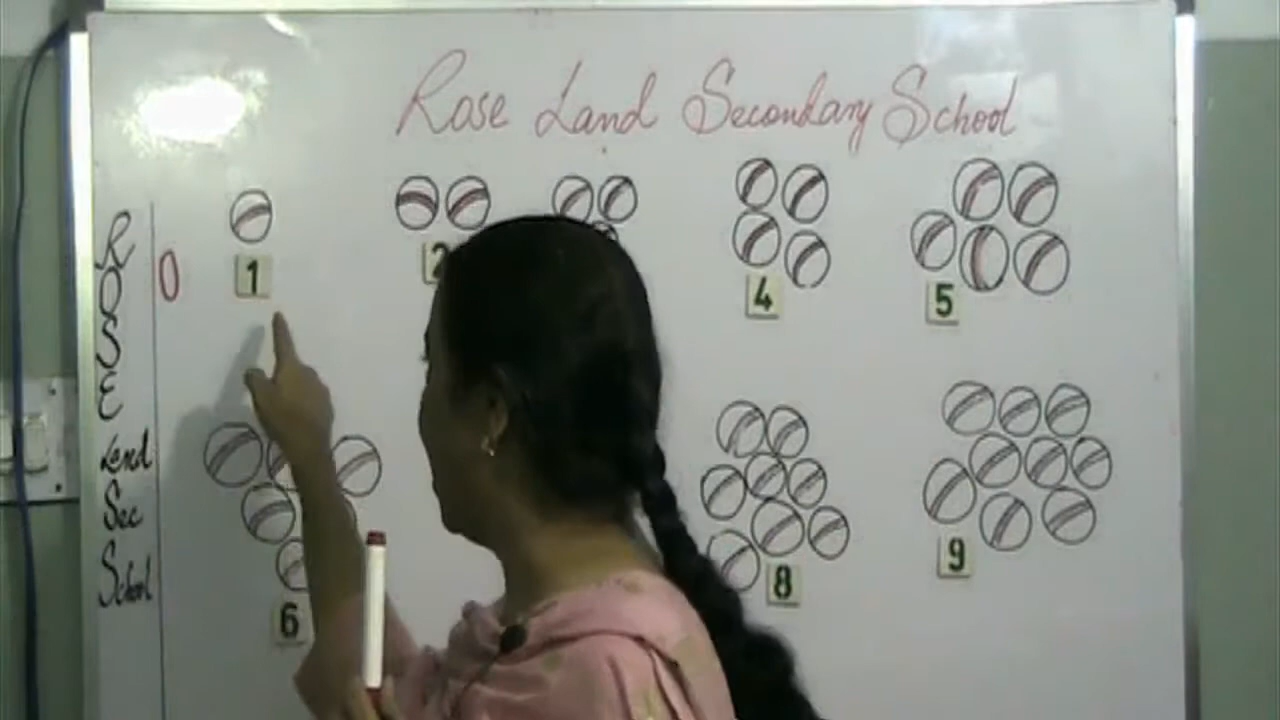 Rose Land Secondary School
R
O
S
E
Land
Sec
School
0 1 2 4 5
6 8 9